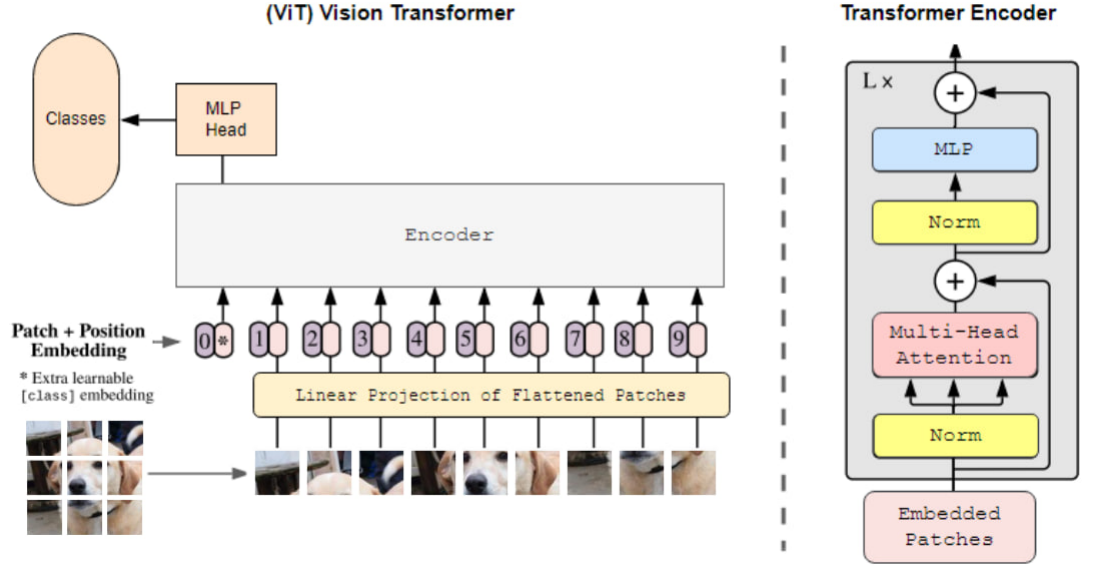 (ViT) Vision Transformer
Classes
MLP
Head
Encoder
Patch + Position
Embedding
0 * 1 2 3 4 5 6 7 8 9
* Extra learnable
[class] embedding
Linear Projection of Flattened Patches
Transformer Encoder
L x
+
MLP
Norm
+
Multi-Head
Attention
Norm
Embedded
Patches